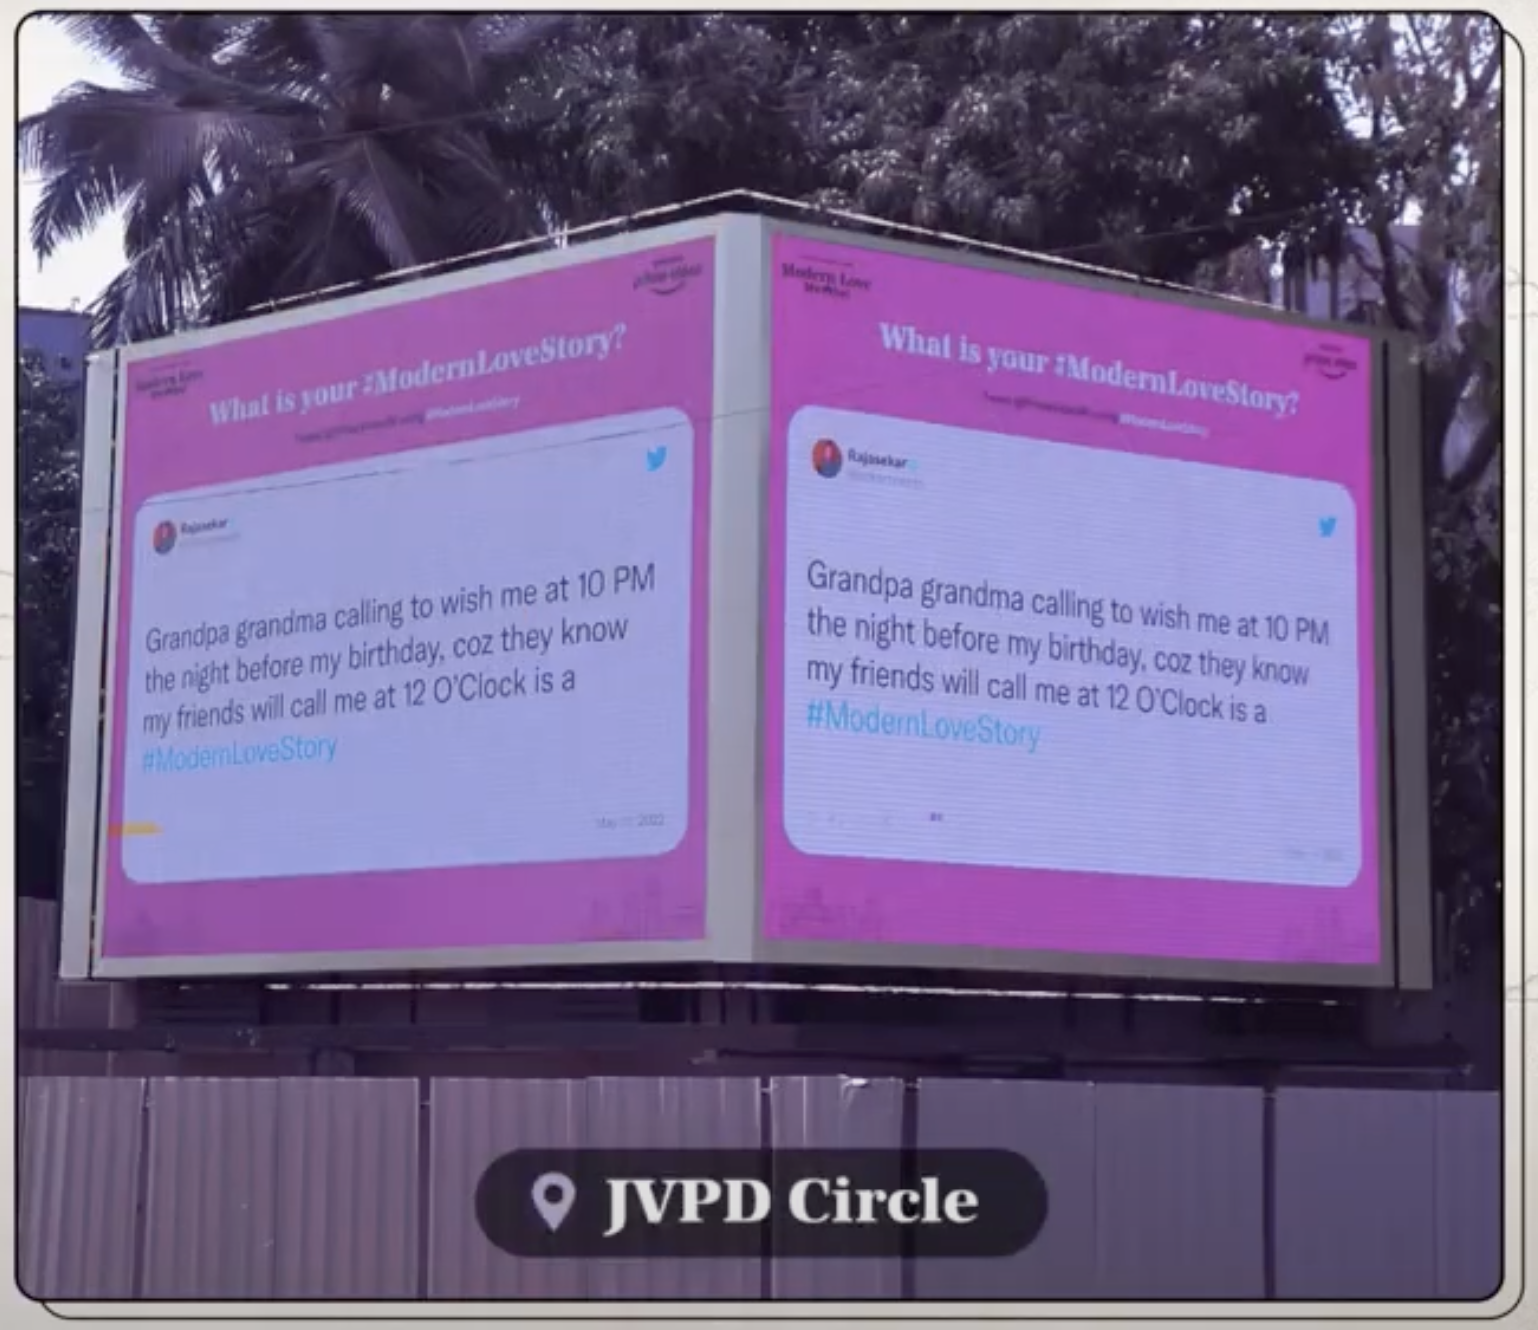 prime video
Modern Love
Mumbai
What is your #ModernLoveStory?
#ModernLoveStory
Rajasekar
Grandpa grandma calling to wish me at 10 PM
the night before my birthday, coz they know
my friends will call me at 12 O'Clock is a
#ModernLoveStory
2022
Modern Love
Mumbai
prime video
What is your #ModernLoveStory?
#ModernLoveStory
Rajasekar
Grandpa grandma calling to wish me at 10 PM
the night before my birthday, coz they know
my friends will call me at 12 O'Clock is a
#ModernLoveStory
JVPD Circle